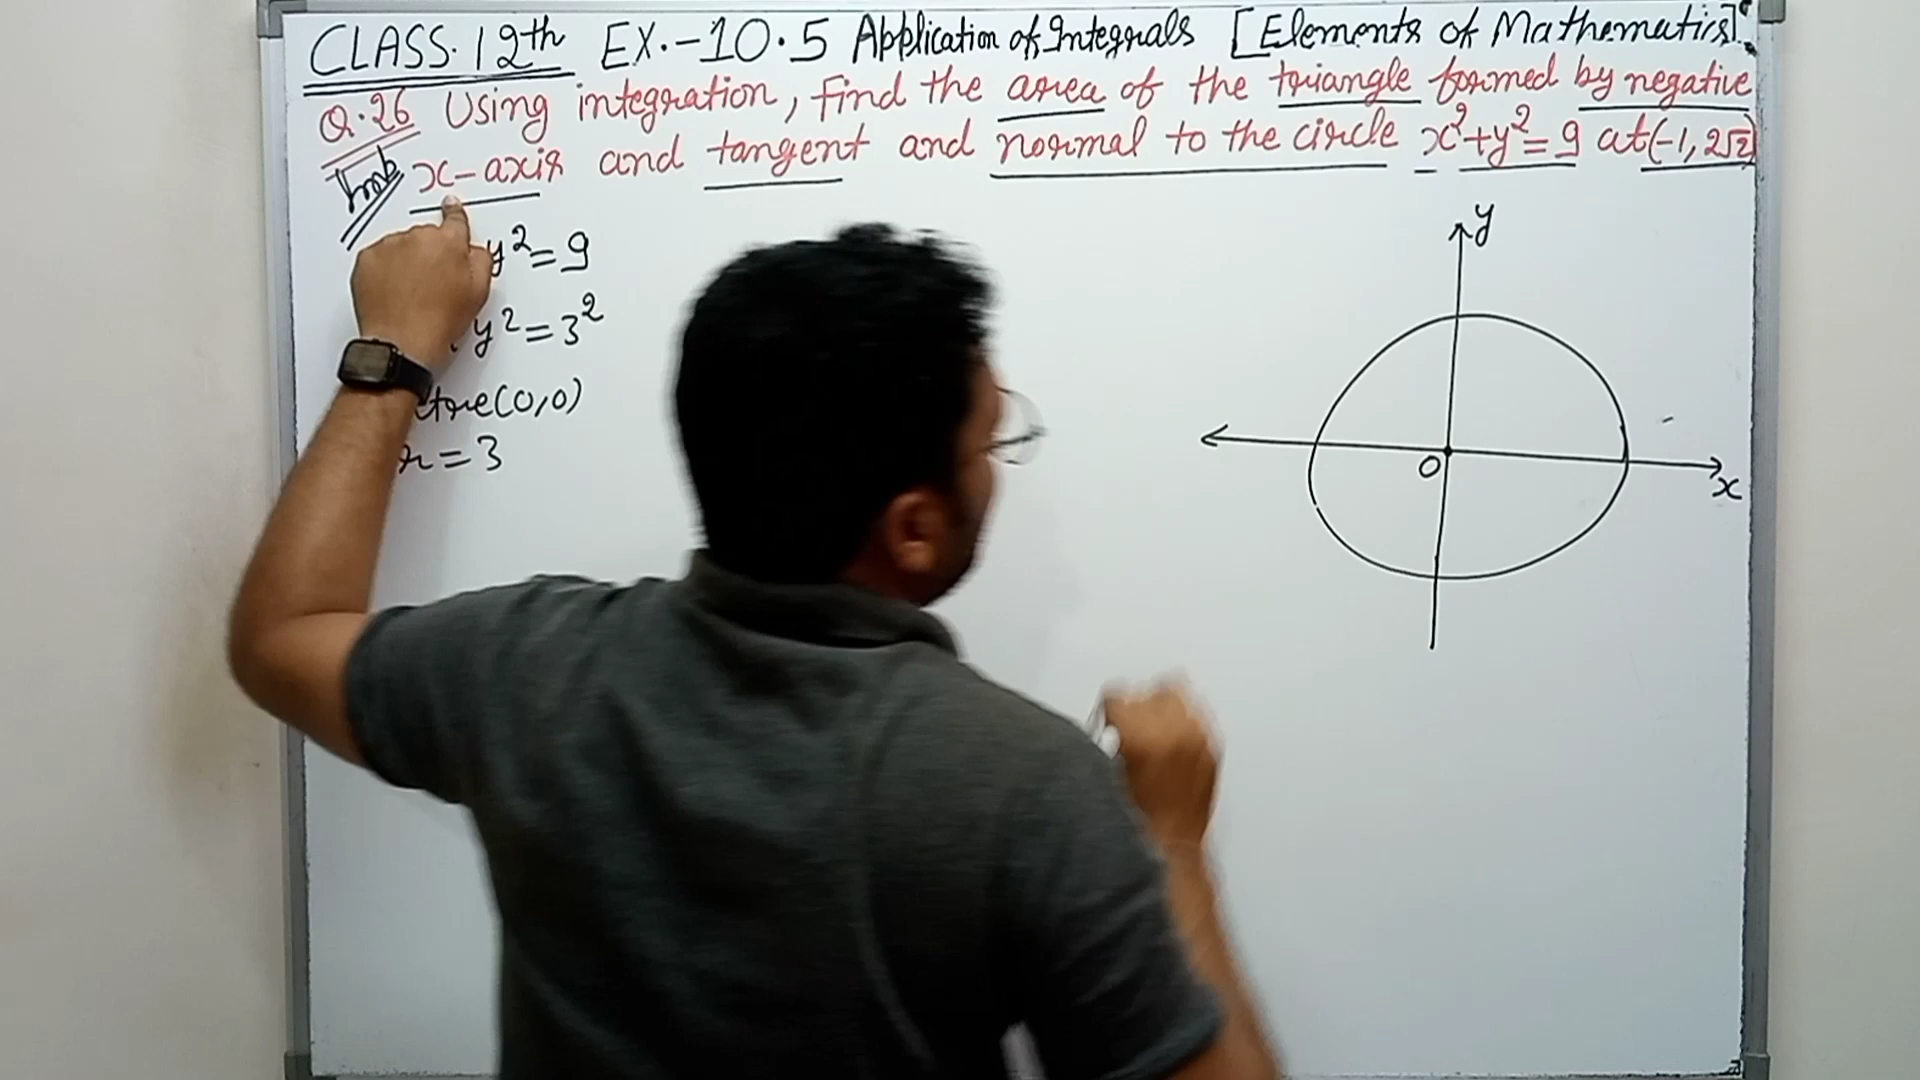 CLASS.12th EX.-10.5 Application of Integrals [Elements of Mathematics]
Q.26 Using integration, Find the area of the triangle formed by negative
Imb x-axis and tangent and normal to the circle x²+y²=9 at(-1, 2√2)
y²=9
y²=3²
ctre(0,0)
r=3
y
O
x